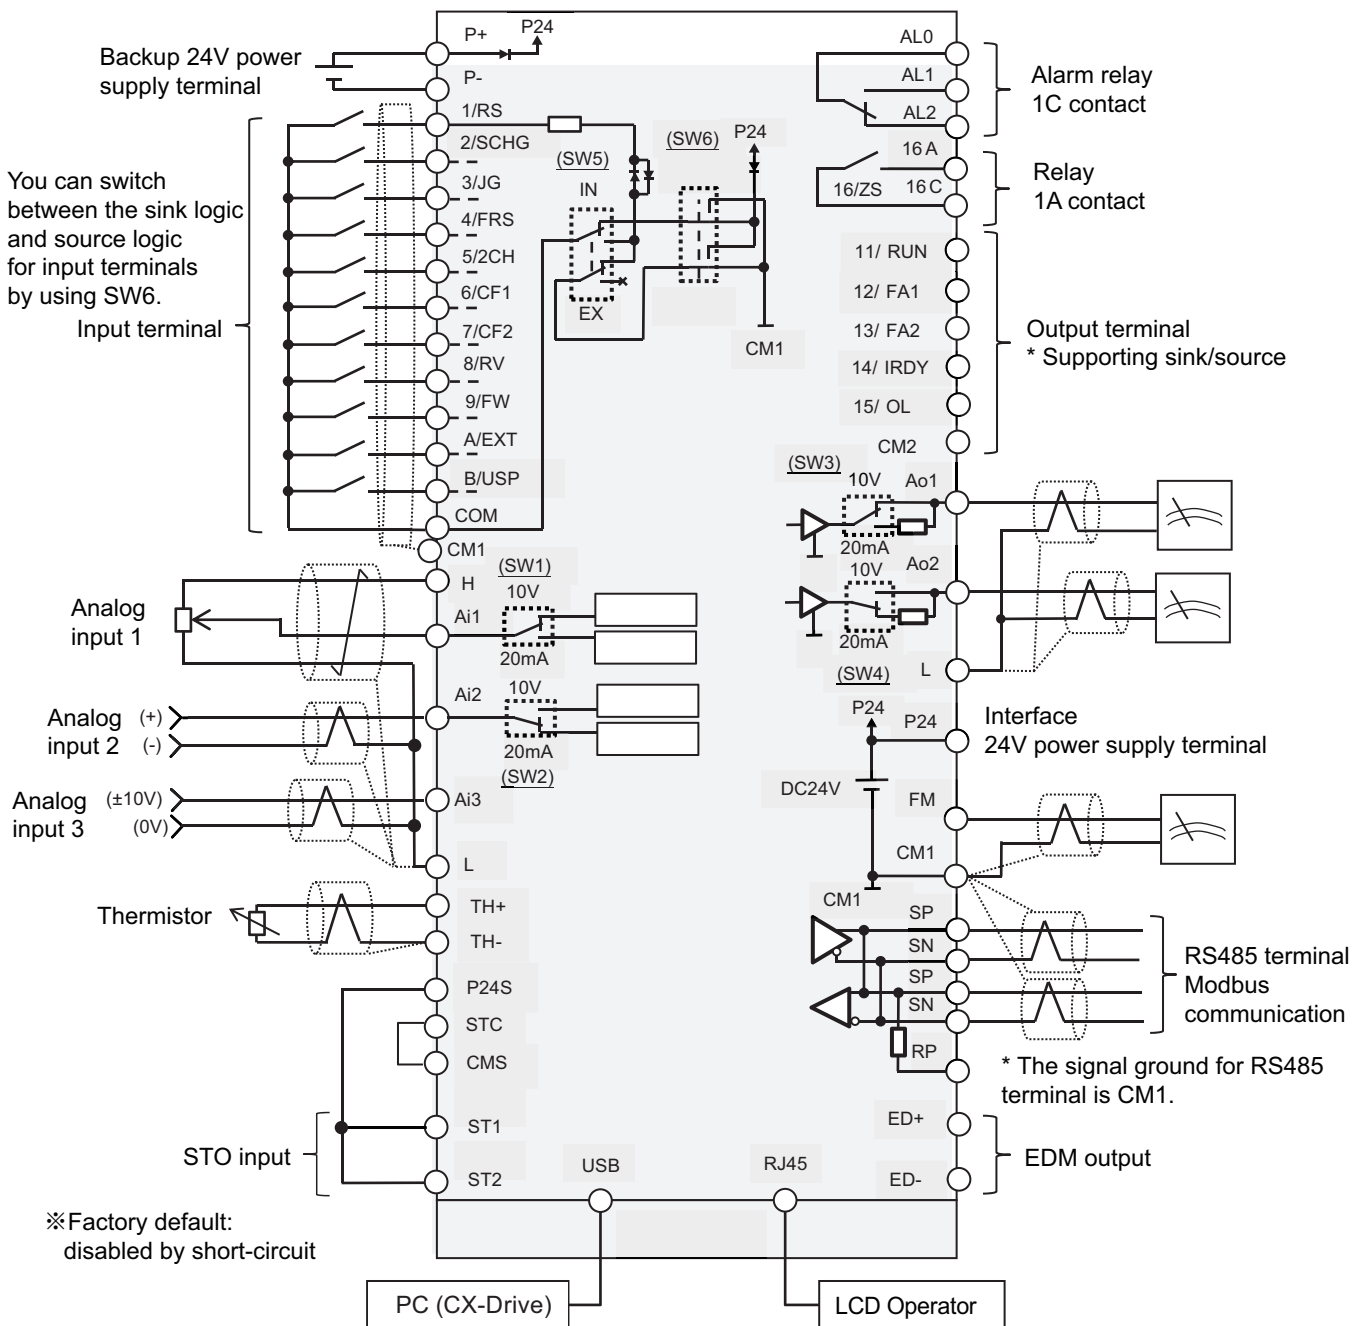 Backup 24V power
supply terminal
P+
P24
P-
You can switch
between the sink logic
and source logic
for input terminals
by using SW6.
Input terminal
1/RS
2/SCHG
3/JG
4/FRS
5/2CH
6/CF1
7/CF2
8/RV
9/FW
A/EXT
B/USP
COM
CM1
(SW5)
IN
EX
(SW6)
P24
CM1
AL0
AL1
AL2
Alarm relay
1C contact
16 A
16/ZS
16 C
Relay
1A contact
11/ RUN
12/ FA1
13/ FA2
14/ IRDY
15/ OL
CM2
Output terminal
* Supporting sink/source
(SW3)
10V
Ao1
20mA
10V
Ao2
20mA
(SW4)
L
Analog
input 1
H
(SW1)
10V
Ai1
20mA
Analog
input 2
(+)
(-)
Ai2
10V
20mA
(SW2)
Analog
input 3
(±10V)
(0V)
Ai3
L
P24
P24
Interface
24V power supply terminal
DC24V
FM
CM1
CM1
Thermistor
TH+
TH-
SP
SN
SP
SN
RP
RS485 terminal
Modbus
communication
* The signal ground for RS485
terminal is CM1.
P24S
STC
CMS
ST1
ST2
STO input
※Factory default:
disabled by short-circuit
ED+
ED-
EDM output
USB
RJ45
PC (CX-Drive)
LCD Operator